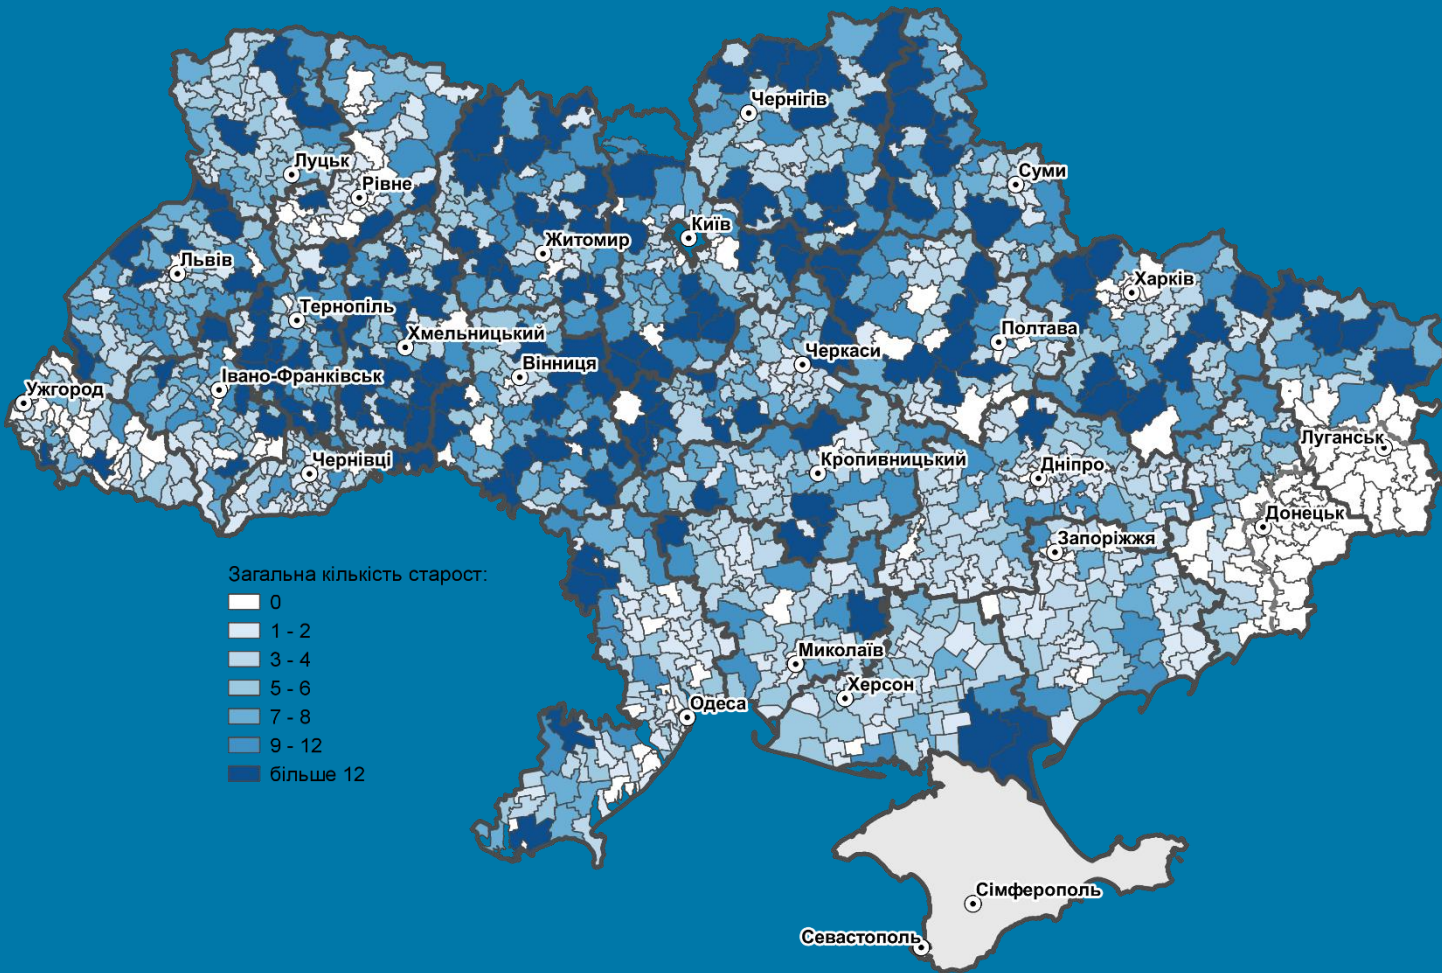 Чернігів
Луцьк
Рівне
Суми
Київ
Житомир
Львів
Харків
Тернопіль
Хмельницький
Полтава
Черкаси
Вінниця
Івано-Франківськ
Ужгород
Луганськ
Чернівці
Кропивницький
Дніпро
Донецьк
Запоріжжя
Загальна кількість старост:
0
1 - 2
3 - 4
5 - 6
7 - 8
9 - 12
більше 12
Миколаїв
Херсон
Одеса
Сімферополь
Севастополь